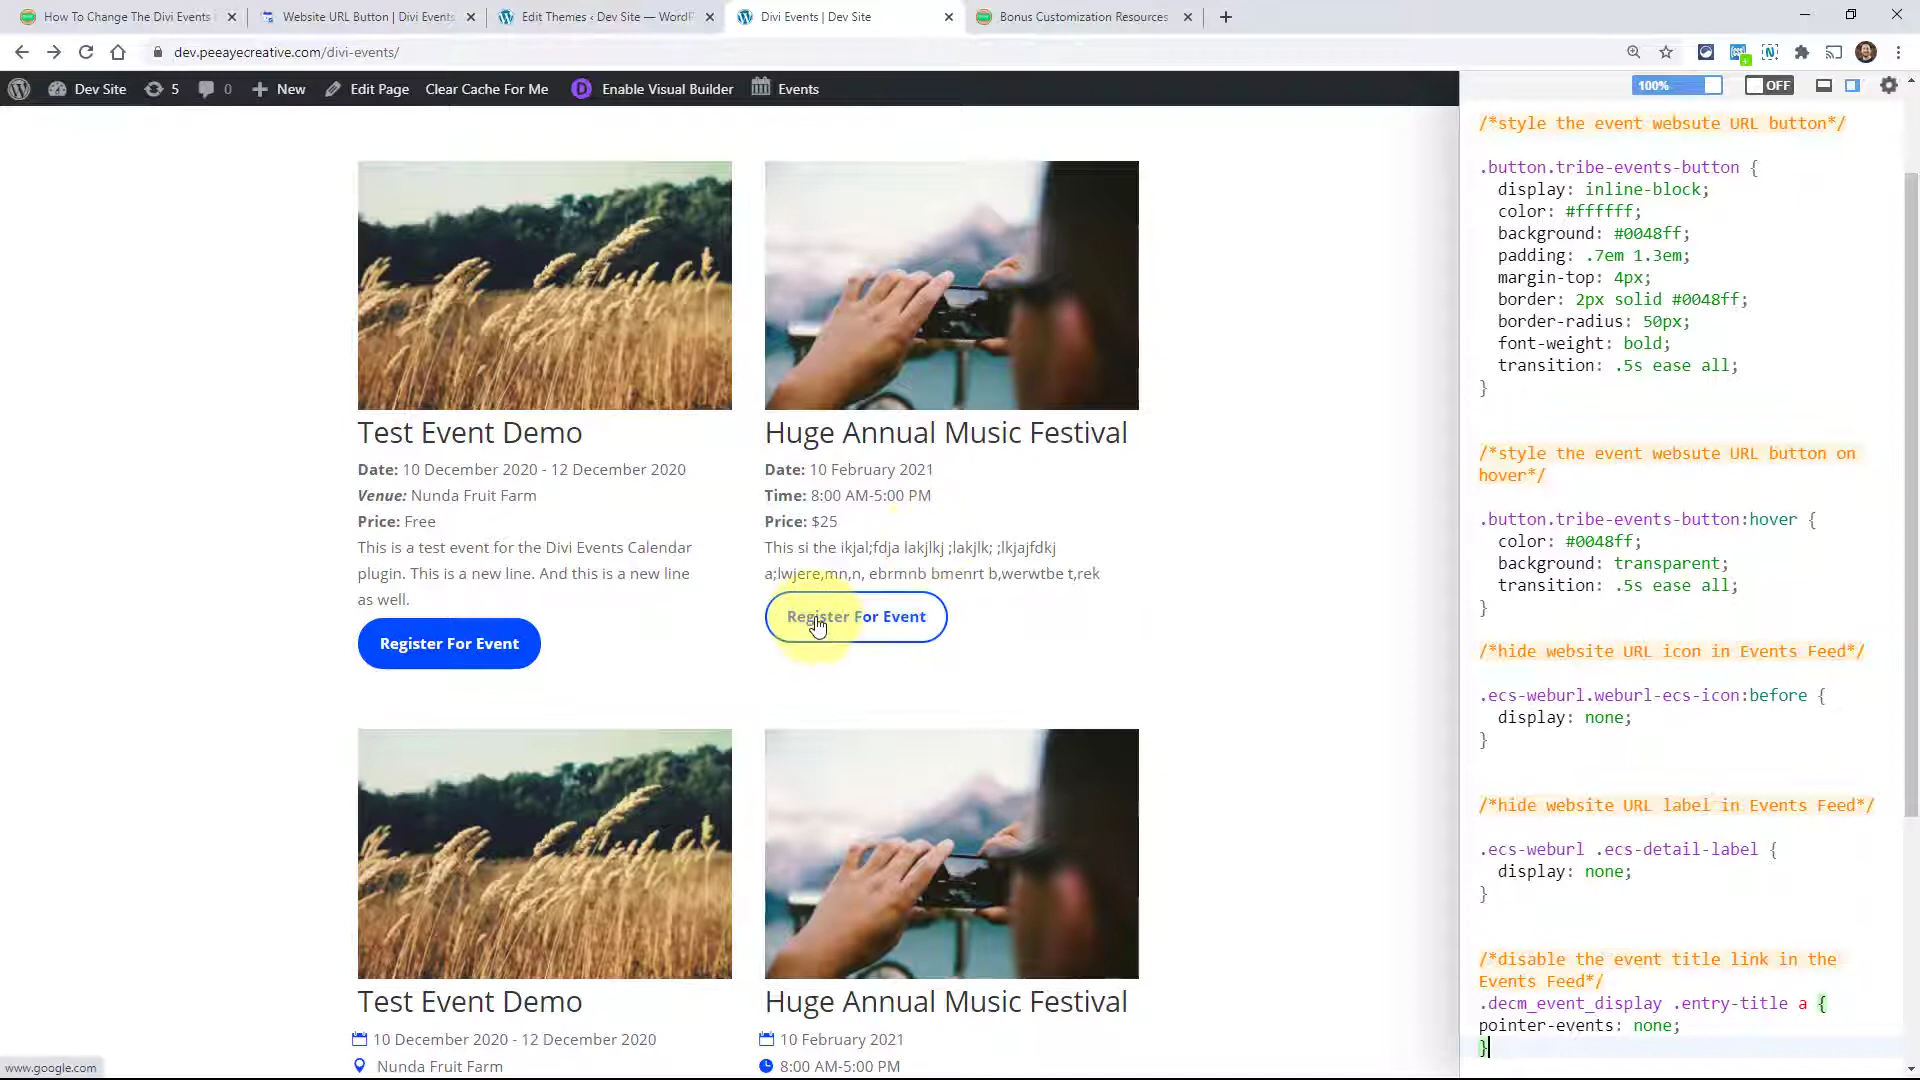 How To Change The Divi Events
Website URL Button | Divi Events
Edit Themes ‹ Dev Site — WordP
Divi Events | Dev Site
Bonus Customization Resources
dev.peeayecreative.com/divi-events/
Dev Site
5
0
New
Edit Page
Clear Cache For Me
D
Enable Visual Builder
Events
100%
OFF
Test Event Demo
Date: 10 December 2020 - 12 December 2020
Venue: Nunda Fruit Farm
Price: Free
This is a test event for the Divi Events Calendar
plugin. This is a new line. And this is a new line
as well.
Register For Event
Huge Annual Music Festival
Date: 10 February 2021
Time: 8:00 AM-5:00 PM
Price: $25
This si the ikjal;fdja lakjlkj ;lakjlk; ;lkjajfdkj
a;lwjere,mn,n, ebrmnb bmenrt b,werwtbe t,rek
Register For Event
Test Event Demo
10 December 2020 - 12 December 2020
Nunda Fruit Farm
Huge Annual Music Festival
10 February 2021
8:00 AM-5:00 PM
www.google.com
/*style the event websute URL button*/
.button.tribe-events-button {
display: inline-block;
color: #ffffff;
background: #0048ff;
padding: .7em 1.3em;
margin-top: 4px;
border: 2px solid #0048ff;
border-radius: 50px;
font-weight: bold;
transition: .5s ease all;
}
/*style the event websute URL button on
hover*/
.button.tribe-events-button:hover {
color: #0048ff;
background: transparent;
transition: .5s ease all;
}
/*hide website URL icon in Events Feed*/
.ecs-weburl.weburl-ecs-icon:before {
display: none;
}
/*hide website URL label in Events Feed*/
.ecs-weburl .ecs-detail-label {
display: none;
}
/*disable the event title link in the
Events Feed*/
.decm_event_display .entry-title a {
pointer-events: none;
}